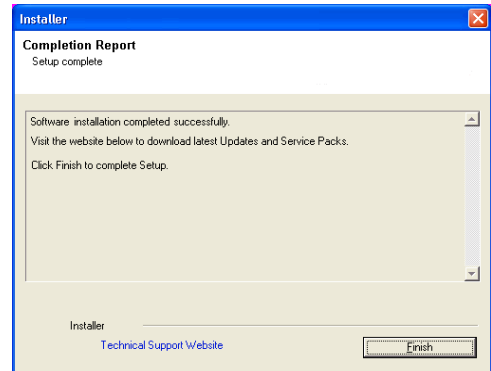 Installer
Completion Report
Setup complete
Software installation completed successfully.
Visit the website below to download latest Updates and Service Packs.
Click Finish to complete Setup.
Installer
Technical Support Website
Finish